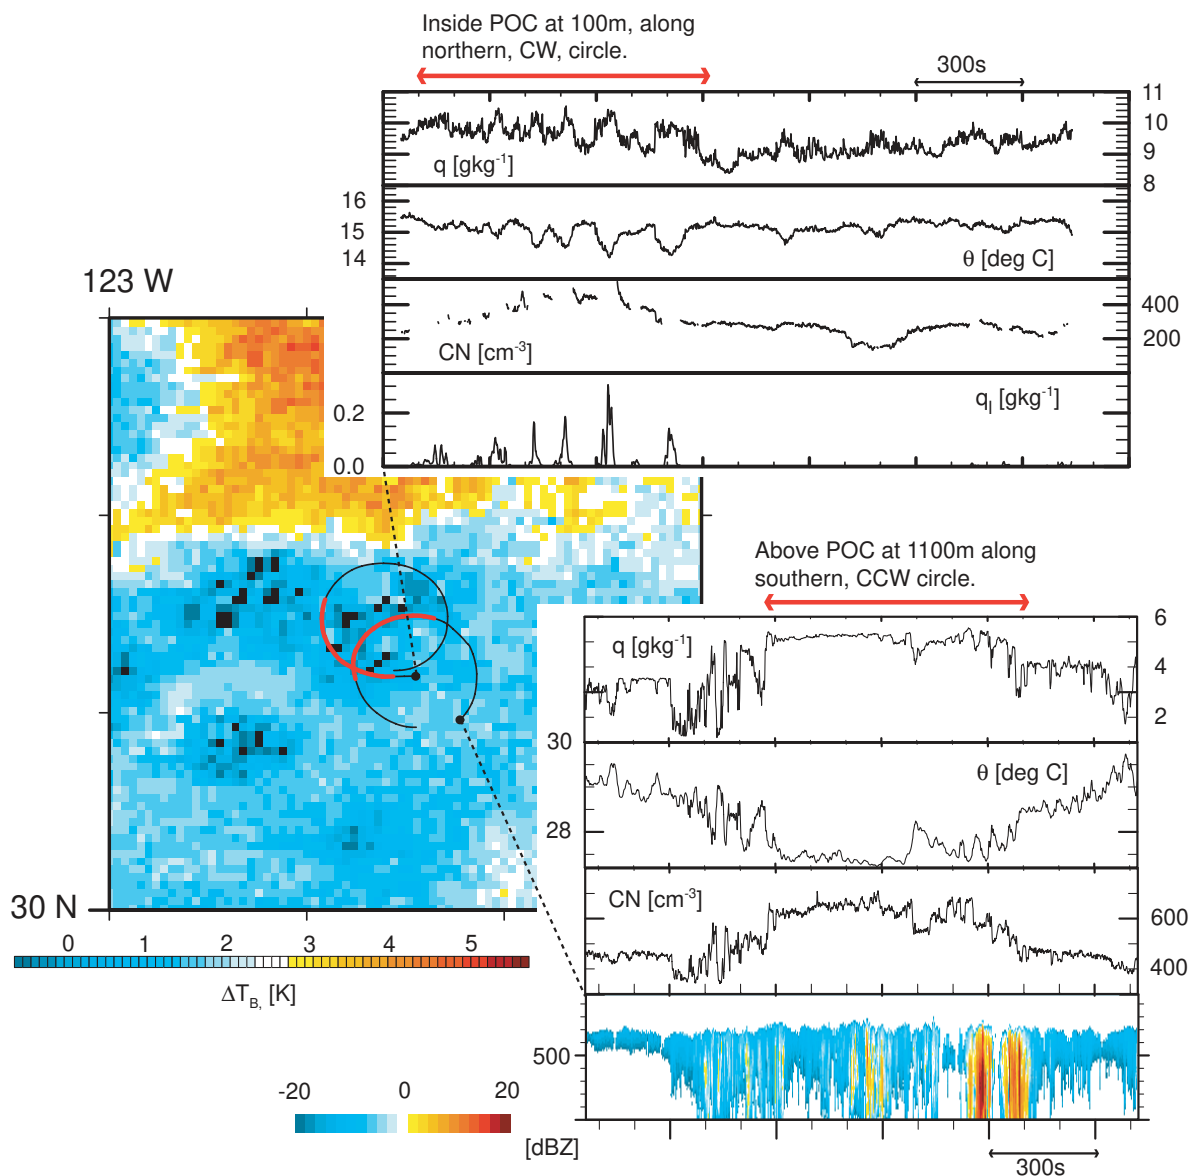 Inside POC at 100m, along
northern, CW, circle.
300s
11
10
9
8
q [gkg-1]
16
15
14
θ [deg C]
123 W
400
200
CN [cm-3]
ql [gkg-1]
0.2
0.0
Above POC at 1100m along
southern, CCW circle.
6
4
2
q [gkg-1]
30
28
θ [deg C]
CN [cm-3]
600
400
30 N
0 1 2 3 4 5
ΔTB, [K]
500
-20 0 20
[dBZ]
300s